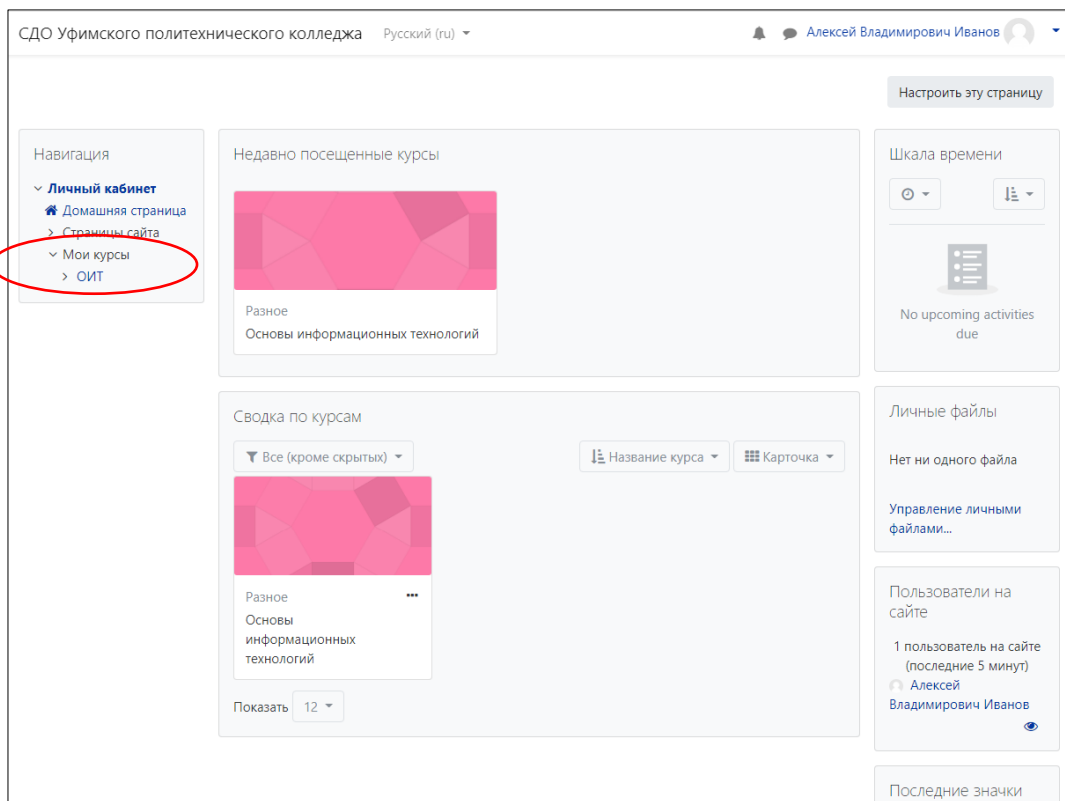 СДО Уфимского политехнического колледжа Русский (ru) Алексей Владимирович Иванов
Настроить эту страницу
Навигация
Личный кабинет
Домашняя страница
Страницы сайта
Мои курсы
ОИТ
Недавно посещенные курсы
Разное
Основы информационных технологий
Сводка по курсам
Все (кроме скрытых) Название курса Карточка
Разное
Основы
информационных
технологий
Показать 12
Шкала времени
No upcoming activities
due
Личные файлы
Нет ни одного файла
Управление личными
файлами...
Пользователи на
сайте
1 пользователь на сайте
(последние 5 минут)
Алексей
Владимирович Иванов
Последние значки